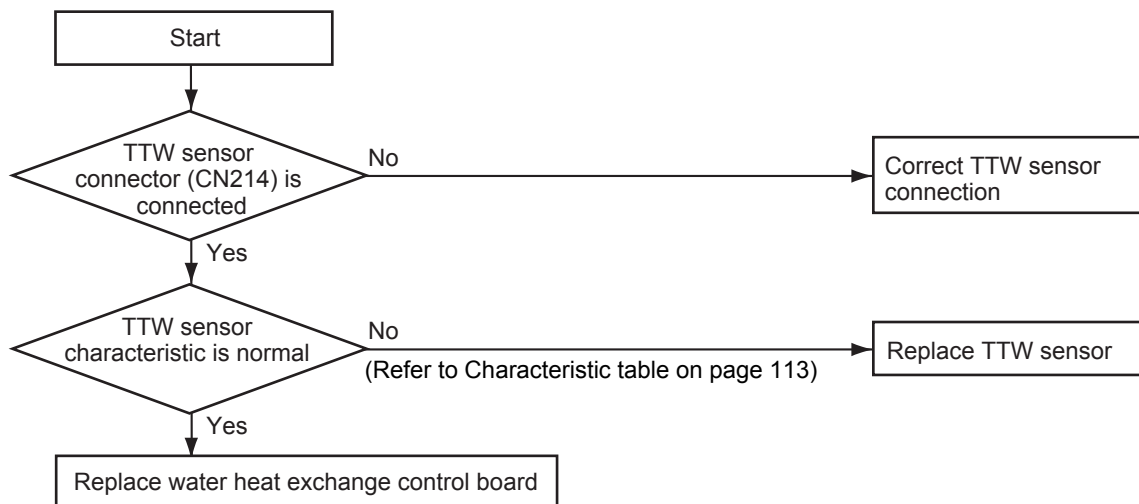 Start
TTW sensor
connector (CN214) is
connected
No
Correct TTW sensor
connection
Yes
TTW sensor
characteristic is normal
No
(Refer to Characteristic table on page 113)
Replace TTW sensor
Yes
Replace water heat exchange control board